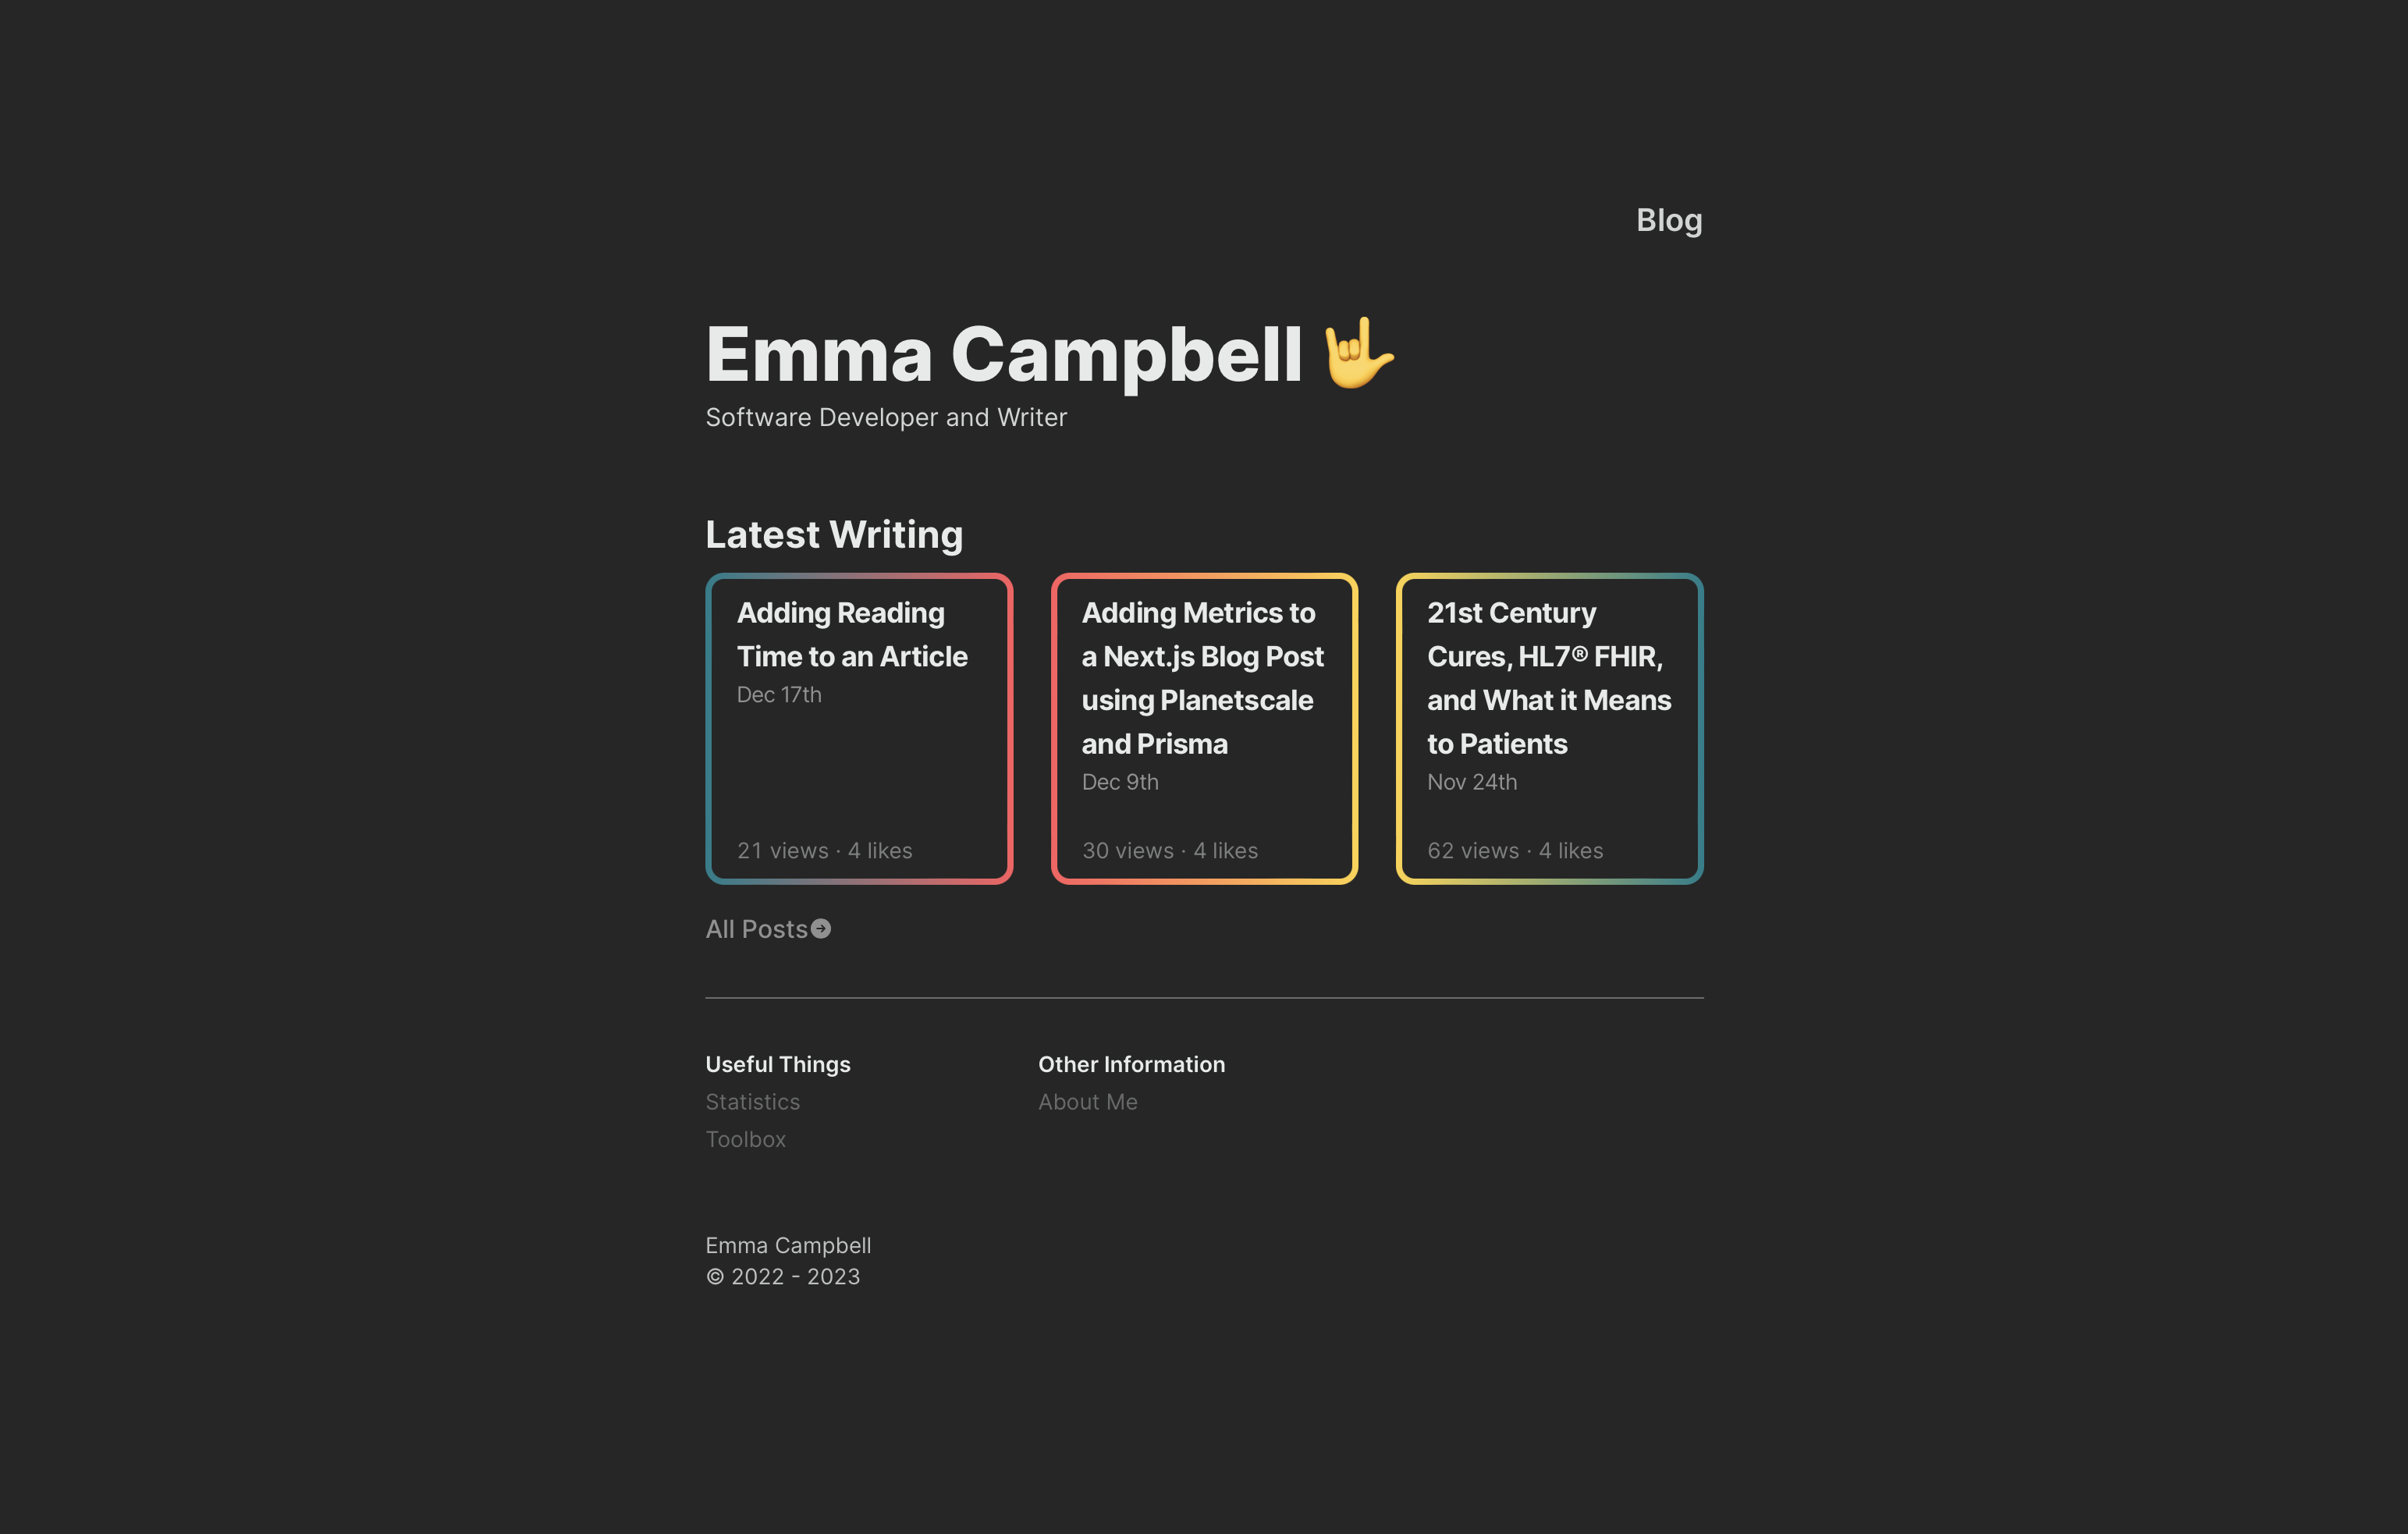 Blog
Emma Campbell 🤟
Software Developer and Writer
Latest Writing
Adding Reading
Time to an Article
Dec 17th
21 views · 4 likes
Adding Metrics to
a Next.js Blog Post
using Planetscale
and Prisma
Dec 9th
30 views · 4 likes
21st Century
Cures, HL7® FHIR,
and What it Means
to Patients
Nov 24th
62 views · 4 likes
All Posts
Useful Things
Statistics
Toolbox
Other Information
About Me
Emma Campbell
© 2022 - 2023